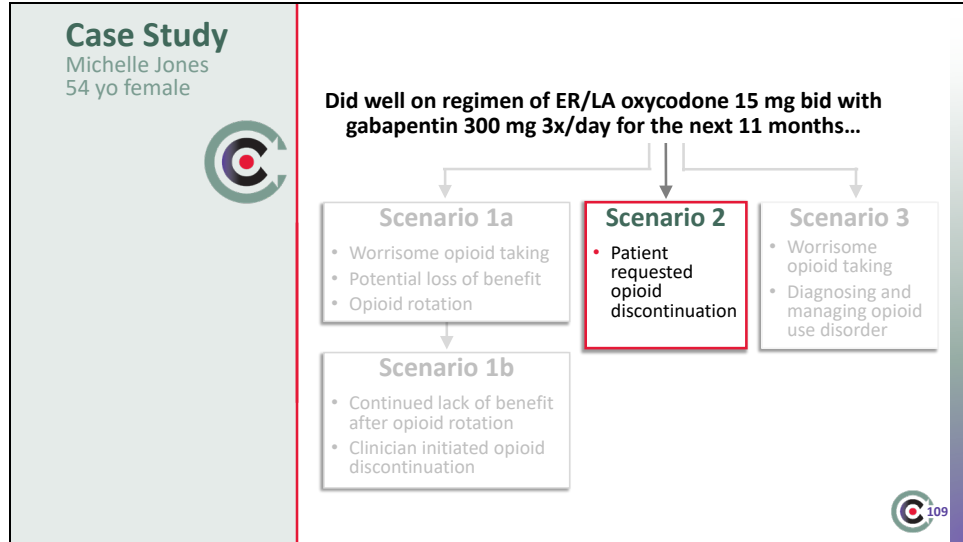 Case Study
Michelle Jones
54 yo female
Did well on regimen of ER/LA oxycodone 15 mg bid with
gabapentin 300 mg 3x/day for the next 11 months…
Scenario 1a
• Worrisome opioid taking
• Potential loss of benefit
• Opioid rotation
Scenario 1b
• Continued lack of benefit
after opioid rotation
• Clinician initiated opioid
discontinuation
Scenario 2
• Patient
requested
opioid
discontinuation
Scenario 3
• Worrisome
opioid taking
• Diagnosing and
managing opioid
use disorder
109